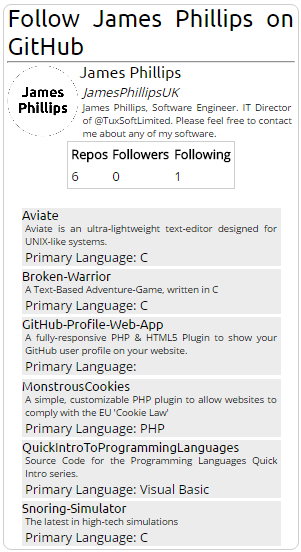 Follow James Phillips on
GitHub
James
Phillips
James Phillips
JamesPhillipsUK
James Phillips, Software Engineer. IT Director
of @TuxSoftLimited. Please feel free to contact
me about any of my software.
Repos Followers Following
6 0 1
Aviate
Aviate is an ultra-lightweight text-editor designed for
UNIX-like systems.
Primary Language: C
Broken-Warrior
A Text-Based Adventure-Game, written in C
Primary Language: C
GitHub-Profile-Web-App
A fully-responsive PHP & HTML5 Plugin to show your
GitHub user profile on your website.
Primary Language:
MonstrousCookies
A simple, customizable PHP plugin to allow websites to
comply with the EU 'Cookie Law'
Primary Language: PHP
QuickIntroToProgrammingLanguages
Source Code for the Programming Languages Quick
Intro series.
Primary Language: Visual Basic
Snoring-Simulator
The latest in high-tech simulations
Primary Language: C